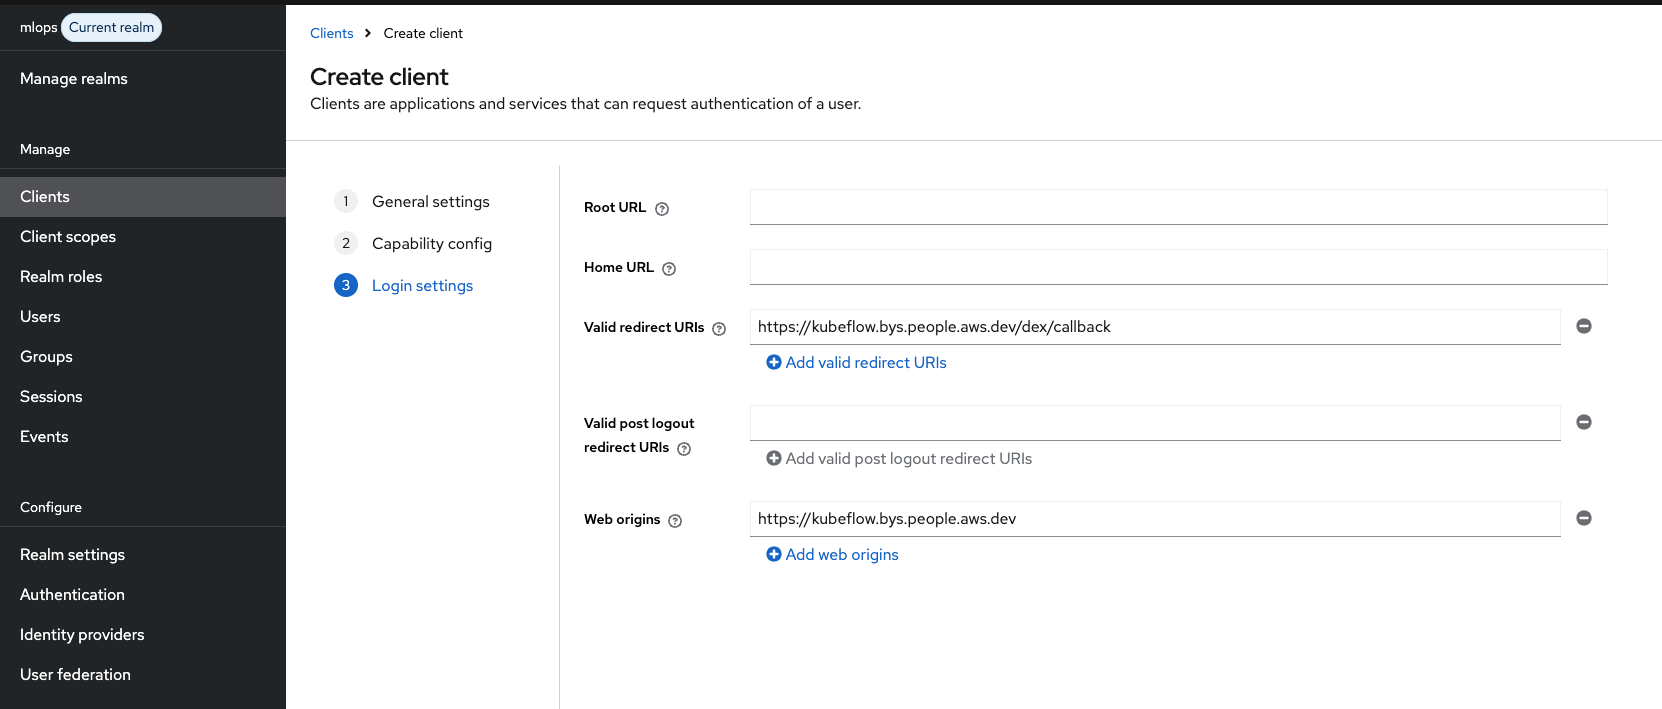 mlops Current realm
Manage realms
Manage
Clients
Client scopes
Realm roles
Users
Groups
Sessions
Events
Configure
Realm settings
Authentication
Identity providers
User federation
Clients > Create client
Create client
Clients are applications and services that can request authentication of a user.
1 General settings
2 Capability config
3 Login settings
Root URL ?
Home URL ?
Valid redirect URIs ? https://kubeflow.bys.people.aws.dev/dex/callback
Add valid redirect URIs
Valid post logout
redirect URIs ?
Add valid post logout redirect URIs
Web origins ? https://kubeflow.bys.people.aws.dev
Add web origins